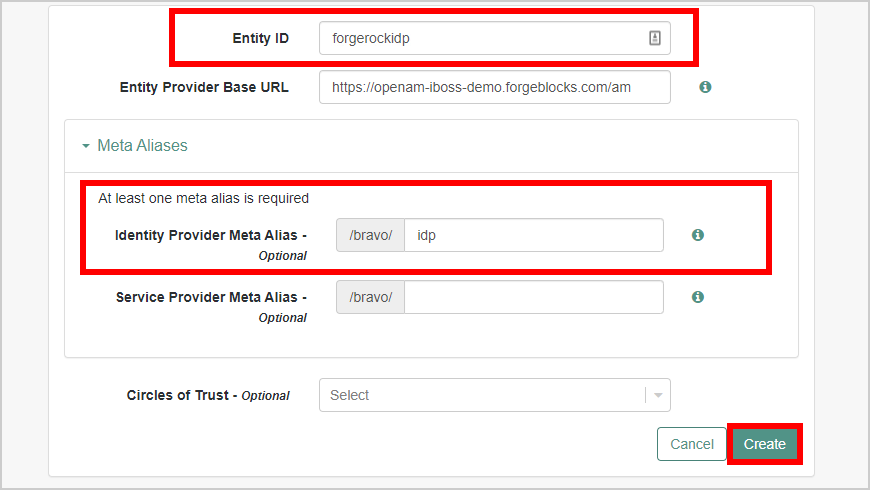 Entity ID forgerockidp
Entity Provider Base URL https://openam-iboss-demo.forgeblocks.com/am
Meta Aliases
At least one meta alias is required
Identity Provider Meta Alias - /bravo/ idp
Optional
Service Provider Meta Alias - /bravo/
Optional
Circles of Trust - Optional Select
Cancel Create